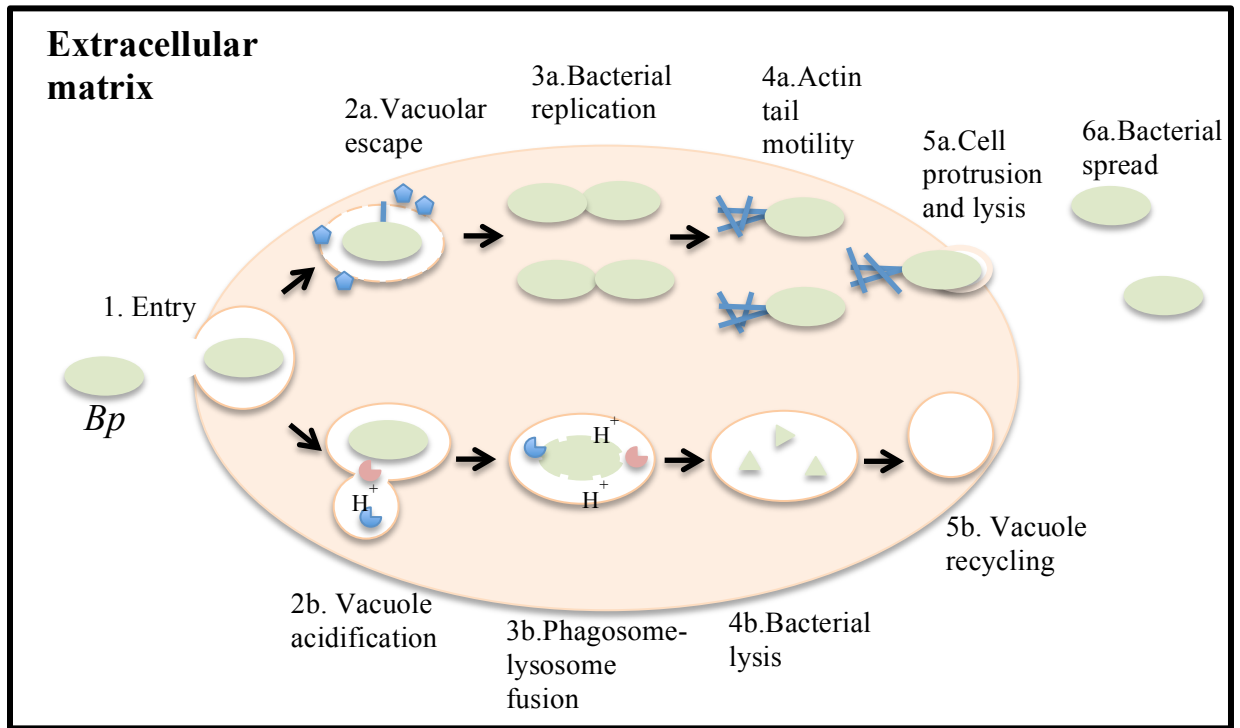 Extracellular
matrix
2a.Vacuolar
escape
3a.Bacterial
replication
4a.Actin
tail
motility
5a.Cell
protrusion
and lysis
6a.Bacterial
spread
1. Entry
Bp
H+
H+
H+
2b. Vacuole
acidification
3b.Phagosome-
lysosome
fusion
4b.Bacterial
lysis
5b. Vacuole
recycling